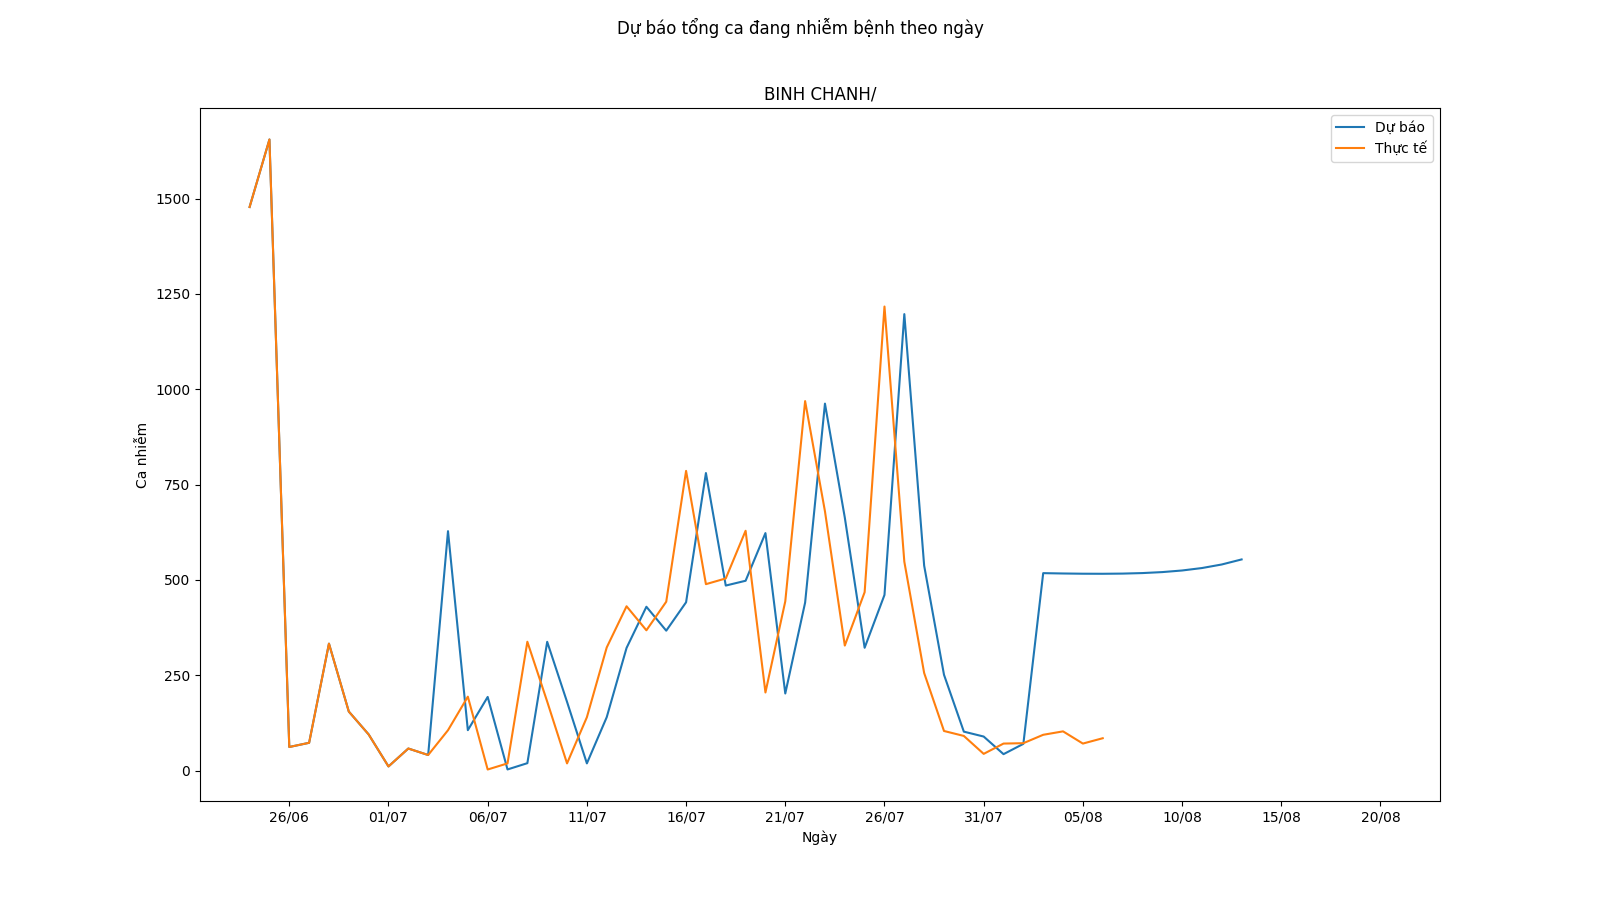 Dự báo tổng ca đang nhiễm bệnh theo ngày
BINH CHANH/
Dự báo
Thực tế
1500
1250
1000
750
500
250
0
Ca nhiễm
26/06 01/07 06/07 11/07 16/07 21/07 26/07 31/07 05/08 10/08 15/08 20/08
Ngày